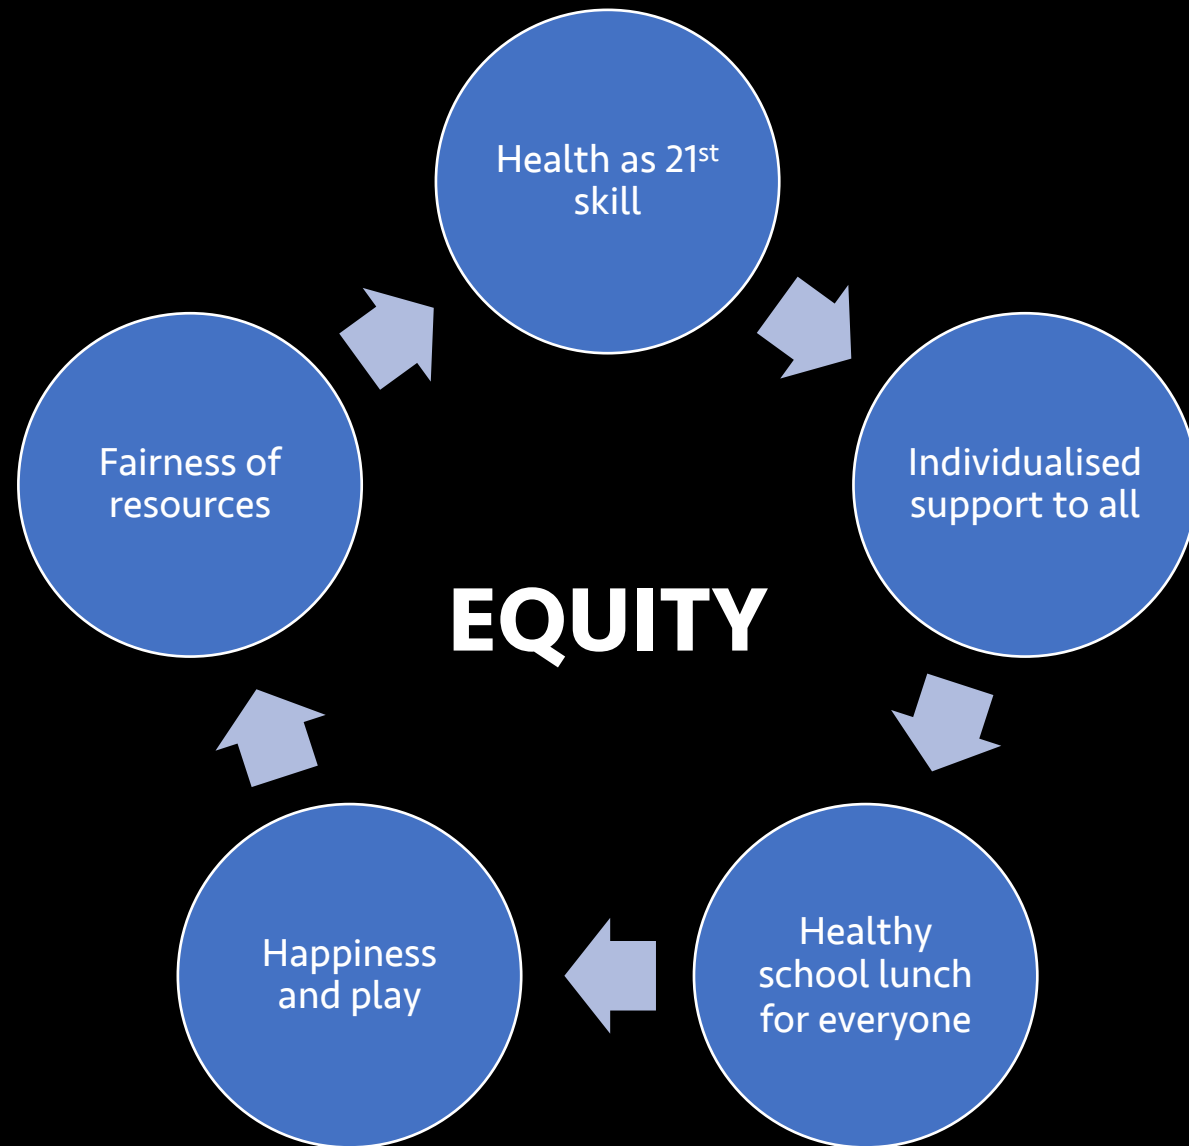 Health as 21st
skill
Individualised
support to all
Healthy
school lunch
for everyone
Happiness
and play
Fairness of
resources
EQUITY